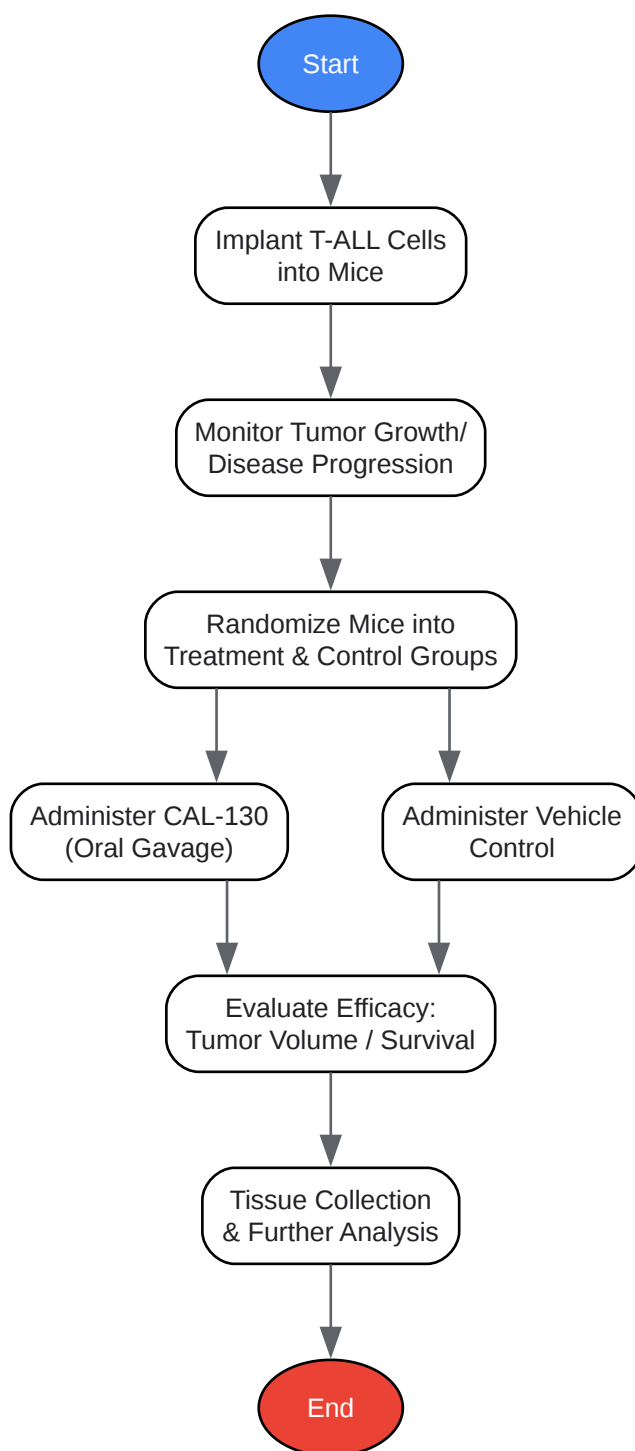 Start
Implant T-ALL Cells
into Mice
Monitor Tumor Growth/
Disease Progression
Randomize Mice into
Treatment & Control Groups
Administer CAL-130
(Oral Gavage)
Administer Vehicle
Control
Evaluate Efficacy:
Tumor Volume / Survival
Tissue Collection
& Further Analysis
End